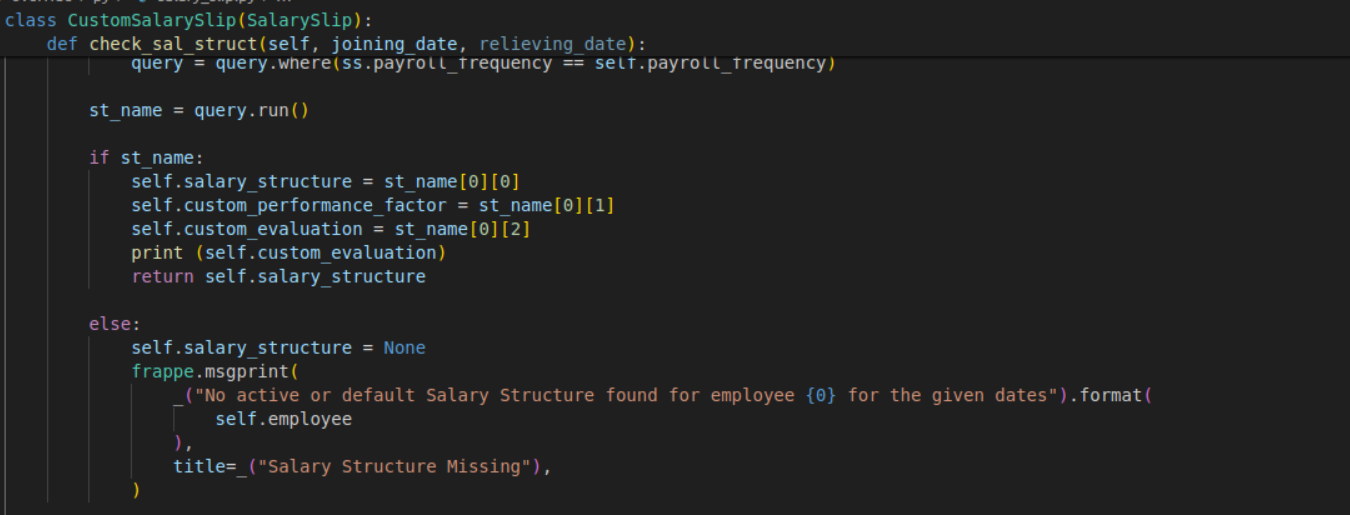 class CustomSalarySlip(SalarySlip):
    def check_sal_struct(self, joining_date, relieving_date):
            query = query.where(ss.payroll_frequency == self.payroll_frequency)

        st_name = query.run()

        if st_name:
            self.salary_structure = st_name[0][0]
            self.custom_performance_factor = st_name[0][1]
            self.custom_evaluation = st_name[0][2]
            print (self.custom_evaluation)
            return self.salary_structure

        else:
            self.salary_structure = None
            frappe.msgprint(
                _("No active or default Salary Structure found for employee {0} for the given dates").format(
                    self.employee
                ),
                title=_("Salary Structure Missing"),
            )